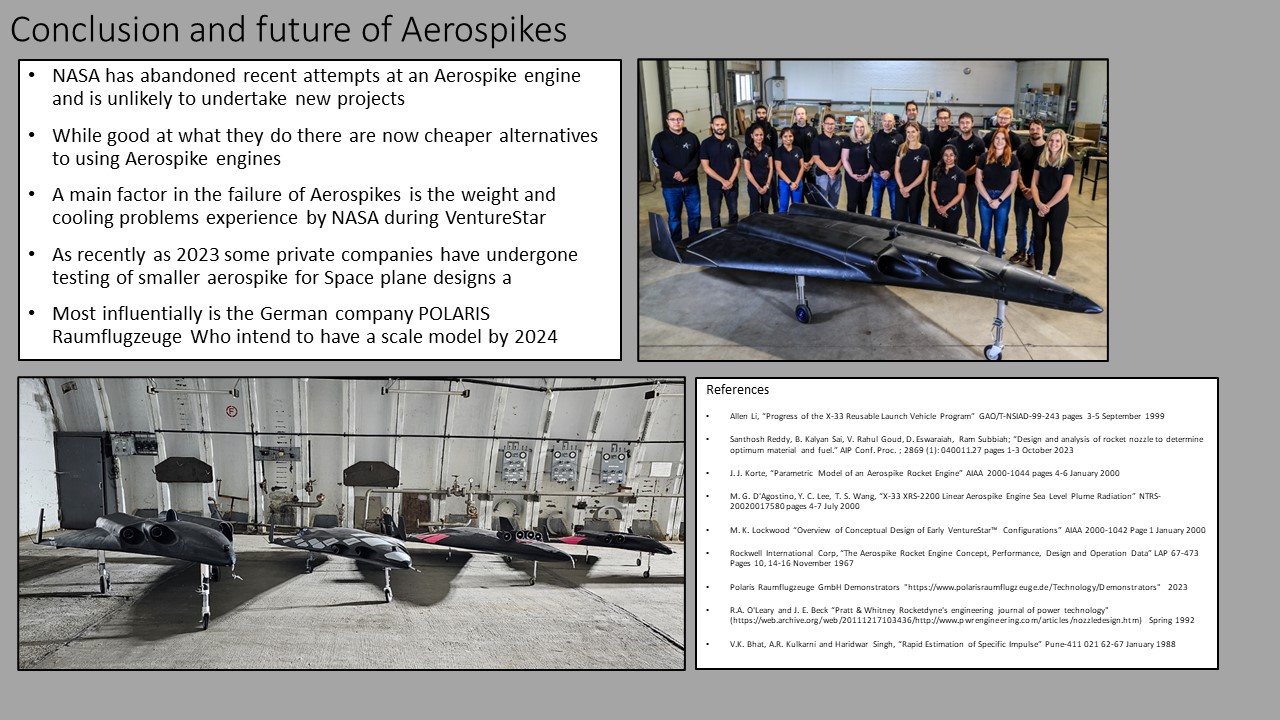 Conclusion and future of Aerospikes
• NASA has abandoned recent attempts at an Aerospike engine
and is unlikely to undertake new projects
• While good at what they do there are now cheaper alternatives
to using Aerospike engines
• A main factor in the failure of Aerospikes is the weight and
cooling problems experience by NASA during VentureStar
• As recently as 2023 some private companies have undergone
testing of smaller aerospike for Space plane designs a
• Most influentially is the German company POLARIS
Raumflugzeuge Who intend to have a scale model by 2024
References
• Allen Li, “Progress of the X-33 Reusable Launch Vehicle Program” GAO/T-NSIAD-99-243 pages 3-5 September 1999
• Santhosh Reddy, B. Kalyan Sai, V. Rahul Goud, D. Eswaraiah, Ram Subbiah; “Design and analysis of rocket nozzle to determine
optimum material and fuel.” AIP Conf. Proc. ; 2869 (1): 040011.27 pages 1-3 October 2023
• J. J. Korte, “Parametric Model of an Aerospike Rocket Engine” AIAA 2000-1044 pages 4-6 January 2000
• M. G. D'Agostino, Y. C. Lee, T. S. Wang, “X-33 XRS-2200 Linear Aerospike Engine Sea Level Plume Radiation” NTRS-
20020017580 pages 4-7 July 2000
• M. K. Lockwood “Overview of Conceptual Design of Early VentureStar™ Configurations” AIAA 2000-1042 Page 1 January 2000
• Rockwell International Corp, “The Aerospike Rocket Engine Concept, Performance, Design and Operation Data” LAP 67-473
Pages 10, 14-16 November 1967
• Polaris Raumflugzeuge GmbH Demonstrators "https://www.polarisraumflugzeuge.de/Technology/Demonstrators" 2023
• R.A. O'Leary and J. E. Beck “Pratt & Whitney Rocketdyne's engineering journal of power technology”
(https://web.archive.org/web/20111217103436/http://www.pwrengineering.com/articles/nozzledesign.htm) Spring 1992
• V.K. Bhat, A.R. Kulkarni and Haridwar Singh, “Rapid Estimation of Specific Impulse” Pune-411 021 62-67 January 1988